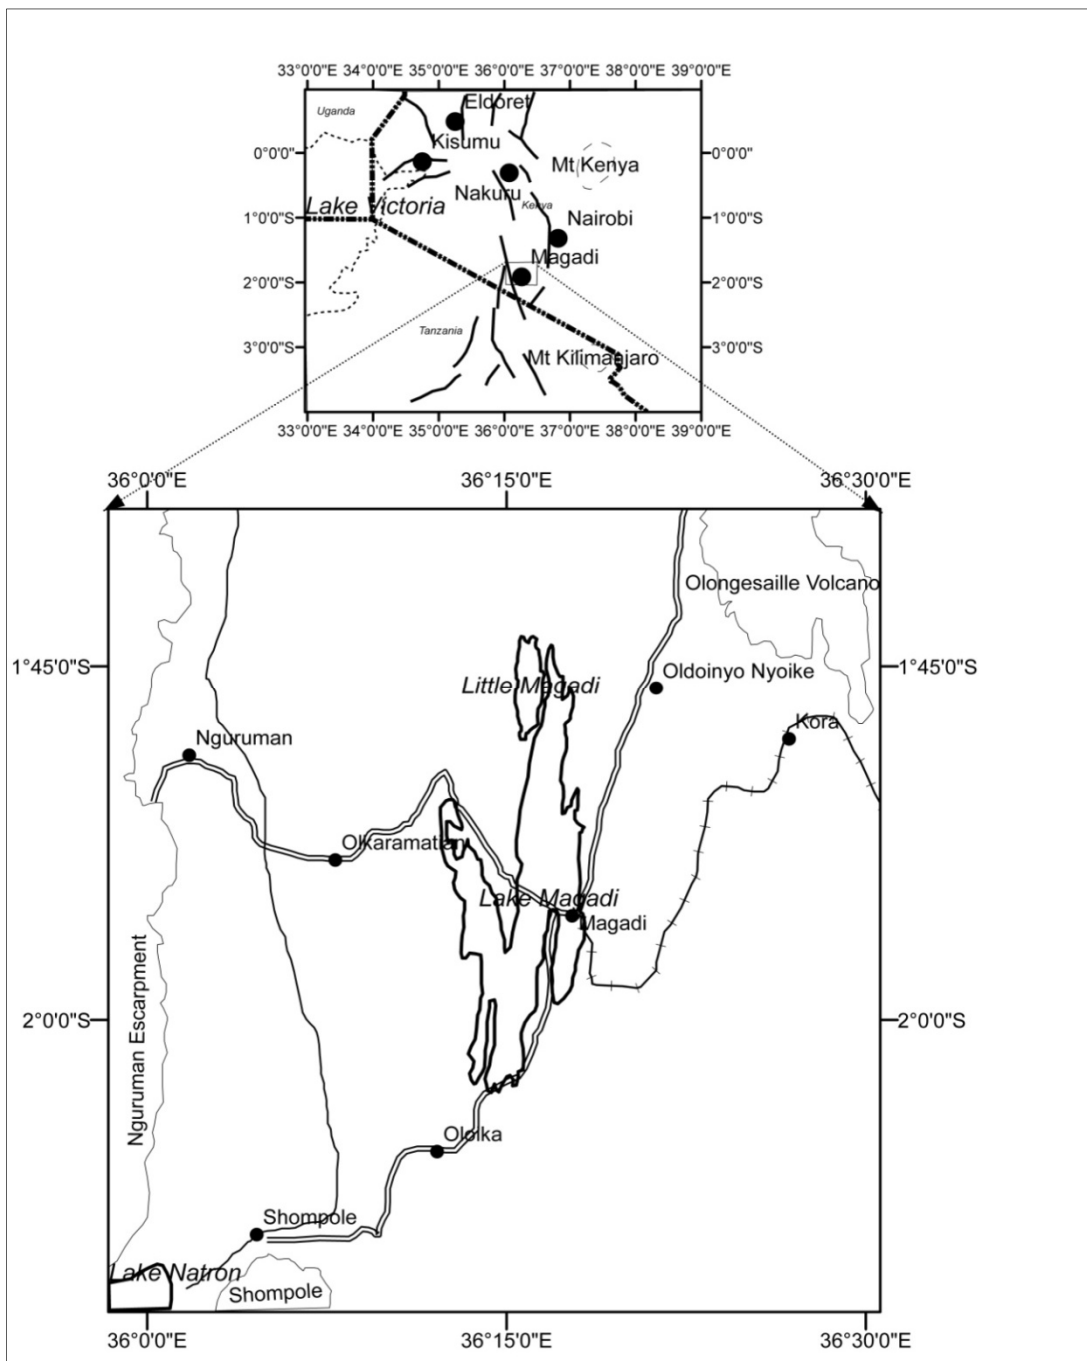 33°0'0"E 34°0'0"E 35°0'0"E 36°0'0"E 37°0'0"E 38°0'0"E 39°0'0"E
Eldoret
Uganda
Kisumu
0°0'0" 0°0'0"
Mt Kenya
Nakuru
Kenya
Lake Victoria
1°0'0"S 1°0'0"S
Nairobi
Magadi
2°0'0"S 2°0'0"S
Tanzania
3°0'0"S 3°0'0"S
Mt Kilimanjaro
33°0'0"E 34°0'0"E 35°0'0"E 36°0'0"E 37°0'0"E 38°0'0"E 39°0'0"E
36°0'0"E 36°15'0"E 36°30'0"E
Olongesaille Volcano
1°45'0"S 1°45'0"S
Oldoinyo Nyoike
Little Magadi
Kora
Nguruman
Olkaramatian
Lake Magadi
Magadi
Nguruman Escarpment
2°0'0"S 2°0'0"S
Ololka
Shompole
Lake Natron
Shompole
36°0'0"E 36°15'0"E 36°30'0"E